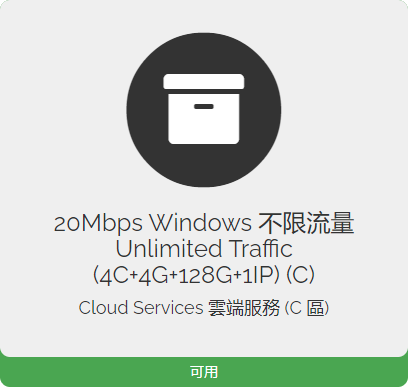 20Mbps Windows 不限流量
Unlimited Traffic
(4C+4G+128G+1IP) (C)
Cloud Services 雲端服務 (C 區)
可用